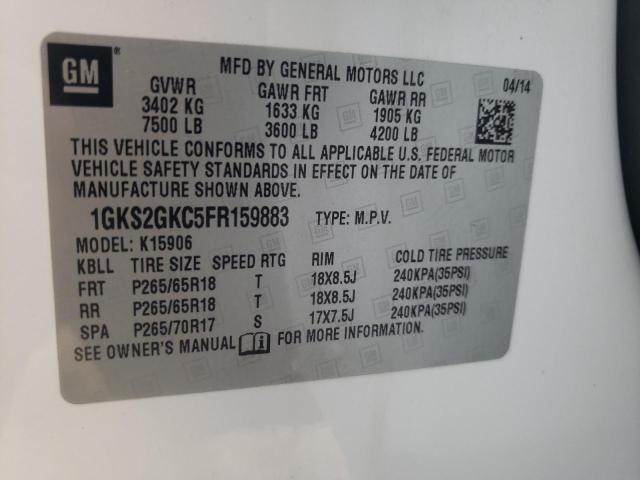 GM
MFD BY GENERAL MOTORS LLC
04/14
GVWR GAWR FRT GAWR RR
3402 KG 1633 KG 1905 KG
7500 LB 3600 LB 4200 LB
THIS VEHICLE CONFORMS TO ALL APPLICABLE U.S. FEDERAL MOTOR
VEHICLE SAFETY STANDARDS IN EFFECT ON THE DATE OF
MANUFACTURE SHOWN ABOVE.
1GKS2GKC5FR159883 TYPE: M.P.V.
MODEL: K15906
KBLL TIRE SIZE SPEED RTG RIM COLD TIRE PRESSURE
FRT P265/65R18 T 18X8.5J 240KPA(35PSI)
RR P265/65R18 T 18X8.5J 240KPA(35PSI)
SPA P265/70R17 S 17X7.5J 240KPA(35PSI)
SEE OWNER'S MANUAL FOR MORE INFORMATION.